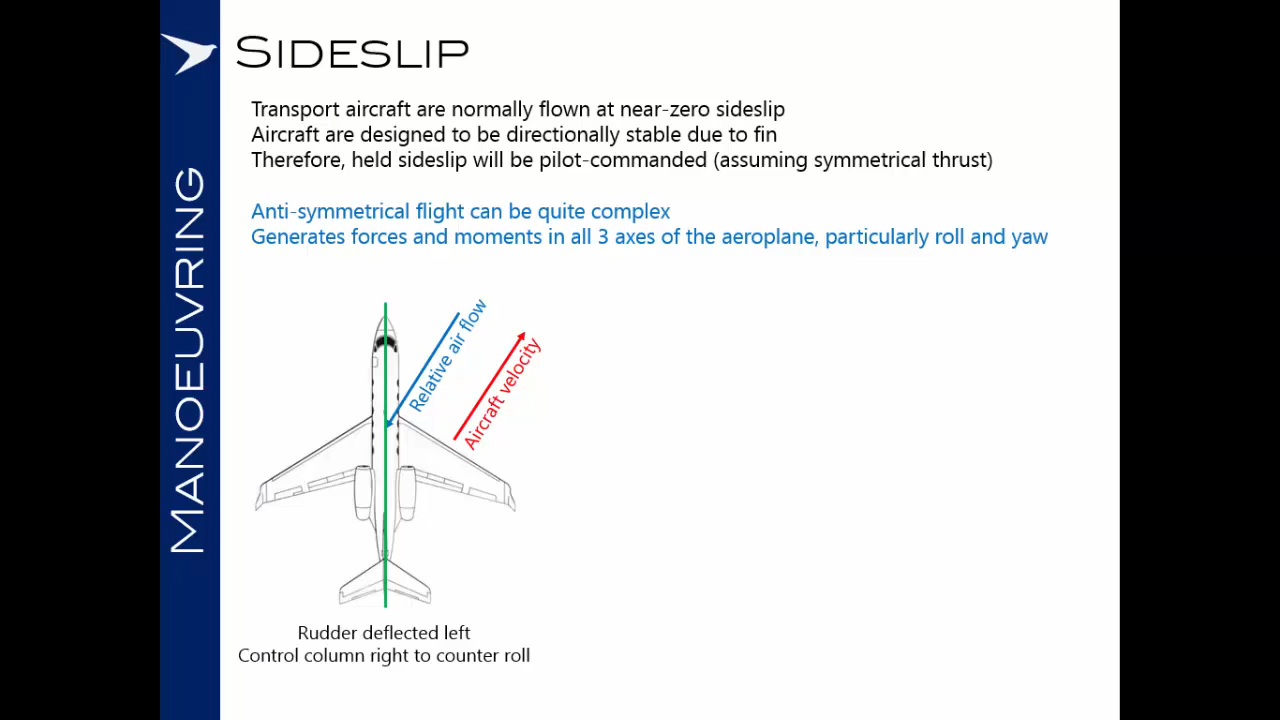 MANOEUVRING
SIDESLIP
Transport aircraft are normally flown at near-zero sideslip
Aircraft are designed to be directionally stable due to fin
Therefore, held sideslip will be pilot-commanded (assuming symmetrical thrust)
Anti-symmetrical flight can be quite complex
Generates forces and moments in all 3 axes of the aeroplane, particularly roll and yaw
Relative air flow
Aircraft velocity
Rudder deflected left
Control column right to counter roll